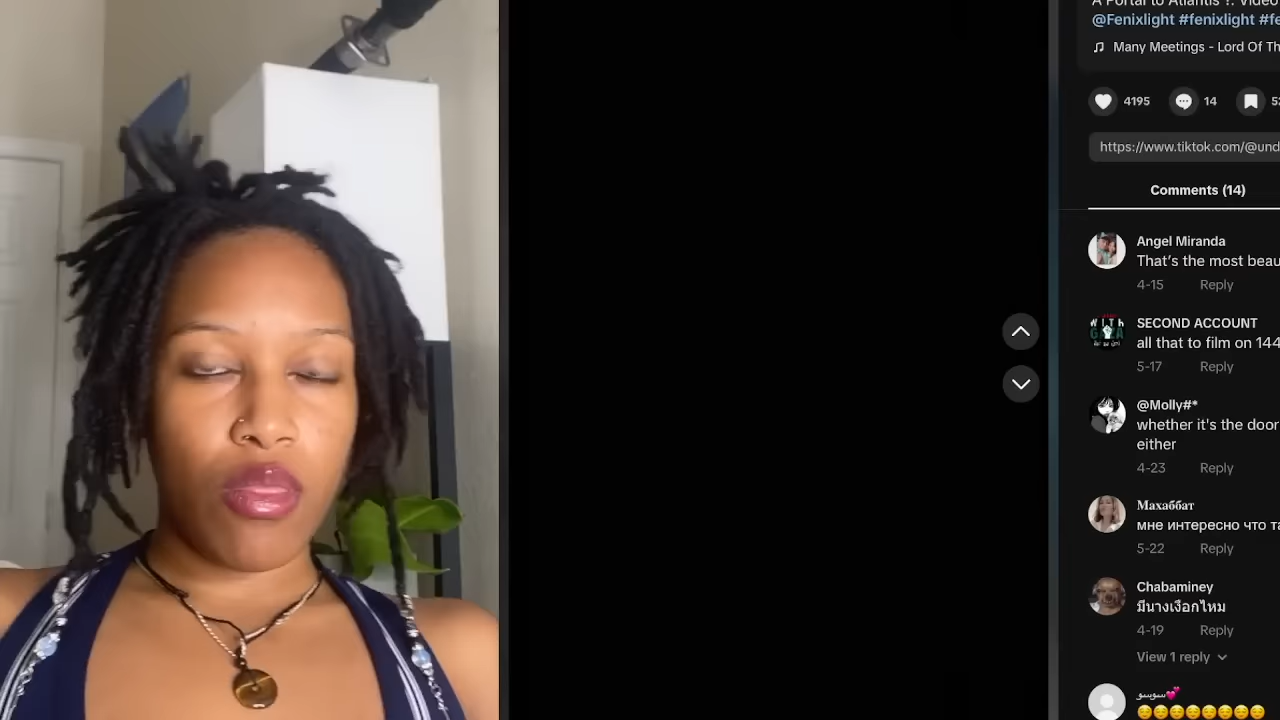 A Portal to Atlantis ?. Video
@Fenixlight #fenixlight #fe
Many Meetings - Lord Of Th
4195
14
https://www.tiktok.com/@und
Comments (14)
Angel Miranda
That's the most beau
4-15 Reply
SECOND ACCOUNT
all that to film on 144
5-17 Reply
@Molly#*
whether it's the door
either
4-23 Reply
Махаббат
мне интересно что та
5-22 Reply
Chabaminey
มีนางเงือกไหม
4-19 Reply
View 1 reply
سوسو💕
😏😏😏😏😏😏😏😏